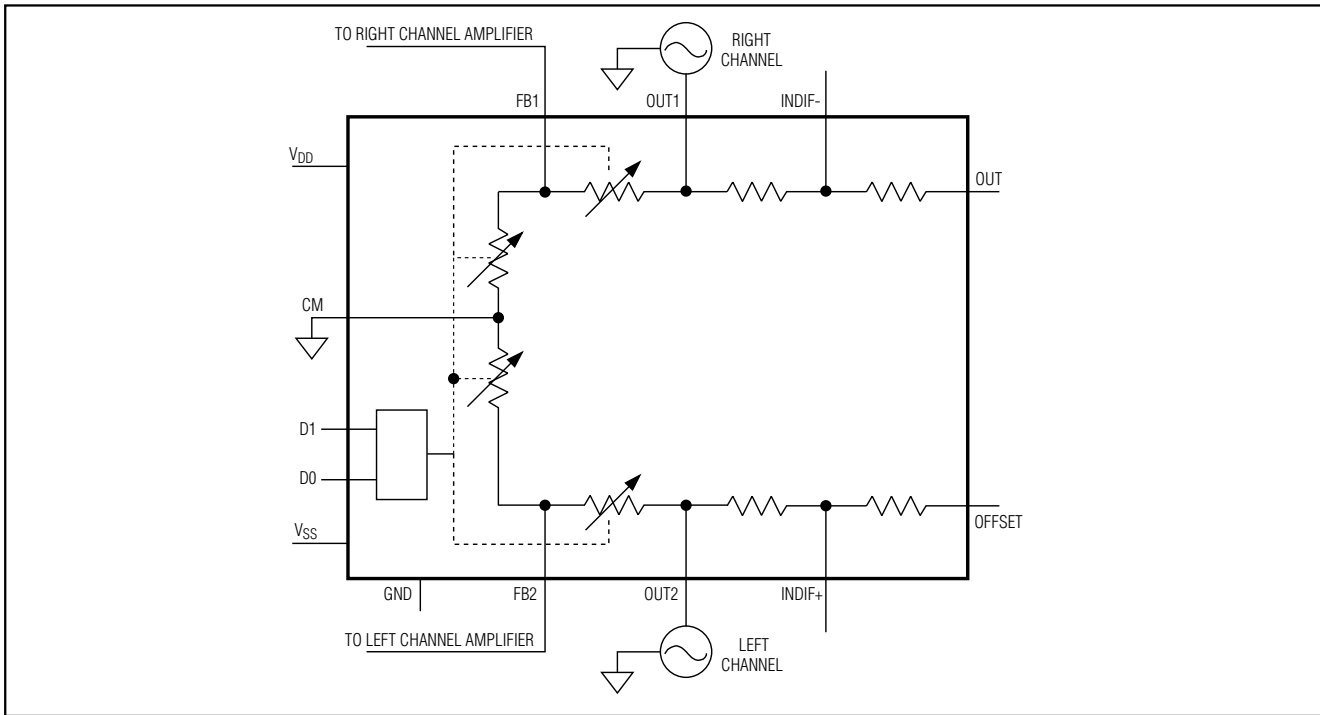 TO RIGHT CHANNEL AMPLIFIER
RIGHT
CHANNEL
FB1
OUT1
INDIF-
VDD
OUT
CM
D1
D0
VSS
OFFSET
GND
FB2
OUT2
INDIF+
TO LEFT CHANNEL AMPLIFIER
LEFT
CHANNEL